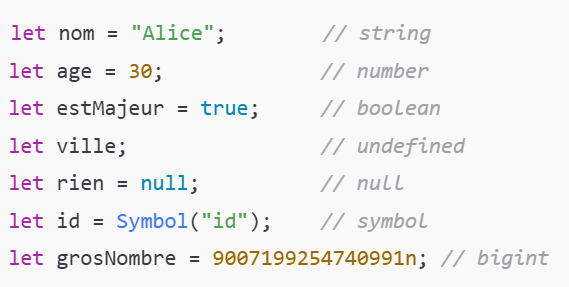 let nom = "Alice";        // string
let age = 30;             // number
let estMajeur = true;     // boolean
let ville;                // undefined
let rien = null;          // null
let id = Symbol("id");    // symbol
let grosNombre = 9007199254740991n; // bigint